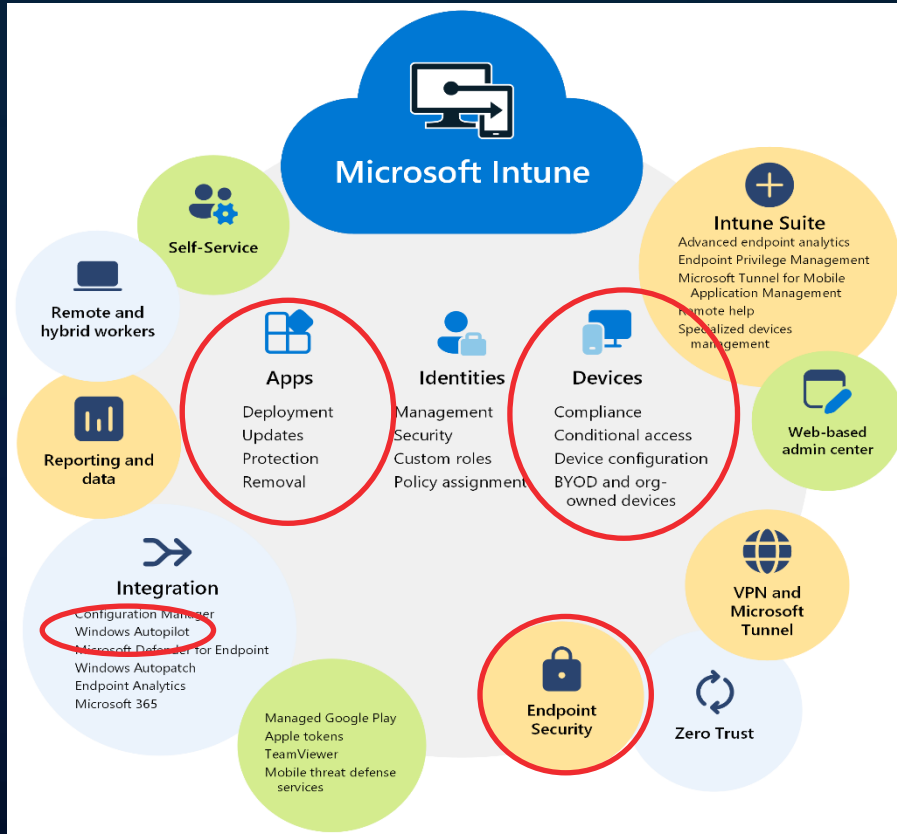 Microsoft Intune
Self-Service
Remote and
hybrid workers
Reporting and
data
Apps
Deployment
Updates
Protection
Removal
Identities
Management
Security
Custom roles
Policy assignment
Devices
Compliance
Conditional access
Device configuration
BYOD and org-
owned devices
Intune Suite
Advanced endpoint analytics
Endpoint Privilege Management
Microsoft Tunnel for Mobile
Application Management
Remote help
Specialized devices
management
Web-based
admin center
VPN and
Microsoft
Tunnel
Integration
Configuration Manager
Windows Autopilot
Microsoft Defender for Endpoint
Windows Autopatch
Endpoint Analytics
Microsoft 365
Managed Google Play
Apple tokens
TeamViewer
Mobile threat defense
services
Endpoint
Security
Zero Trust